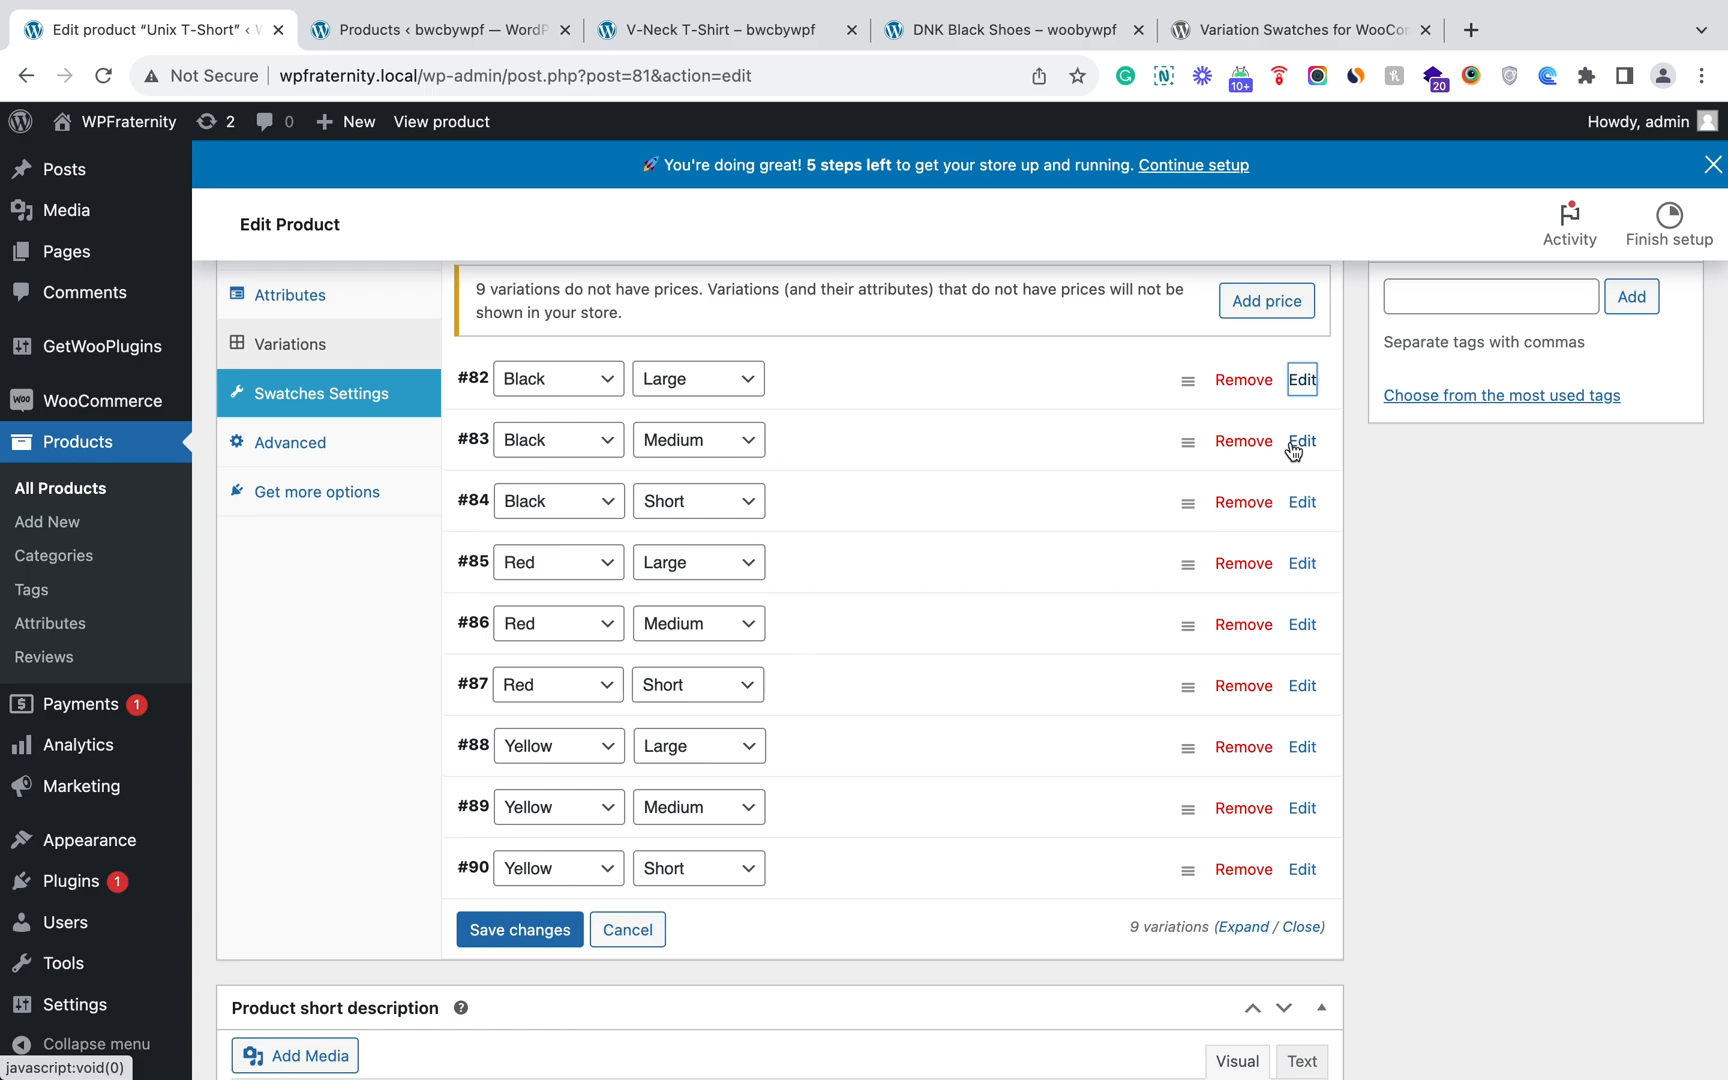 Edit product “Unix T-Short” ‹ W
Products ‹ bwcbywpf — WordP
V-Neck T-Shirt – bwcbywpf
DNK Black Shoes – woobywpf
Variation Swatches for WooCor
Not Secure
wpfraternity.local/wp-admin/post.php?post=81&action=edit
10+
20
WPFraternity
2
0
New
View product
Howdy, admin
🚀 You're doing great! 5 steps left to get your store up and running. Continue setup
Edit Product
Activity
Finish setup
Posts
Media
Pages
Comments
GetWooPlugins
WooCommerce
Products
All Products
Add New
Categories
Tags
Attributes
Reviews
Payments 1
Analytics
Marketing
Appearance
Plugins 1
Users
Tools
Settings
Collapse menu
javascript:void(0)
Attributes
Variations
Swatches Settings
Advanced
Get more options
9 variations do not have prices. Variations (and their attributes) that do not have prices will not be
shown in your store.
Add price
#82 Black Large Remove Edit
#83 Black Medium Remove Edit
#84 Black Short Remove Edit
#85 Red Large Remove Edit
#86 Red Medium Remove Edit
#87 Red Short Remove Edit
#88 Yellow Large Remove Edit
#89 Yellow Medium Remove Edit
#90 Yellow Short Remove Edit
Save changes
Cancel
9 variations (Expand / Close)
Add
Separate tags with commas
Choose from the most used tags
Product short description
Add Media
Visual
Text